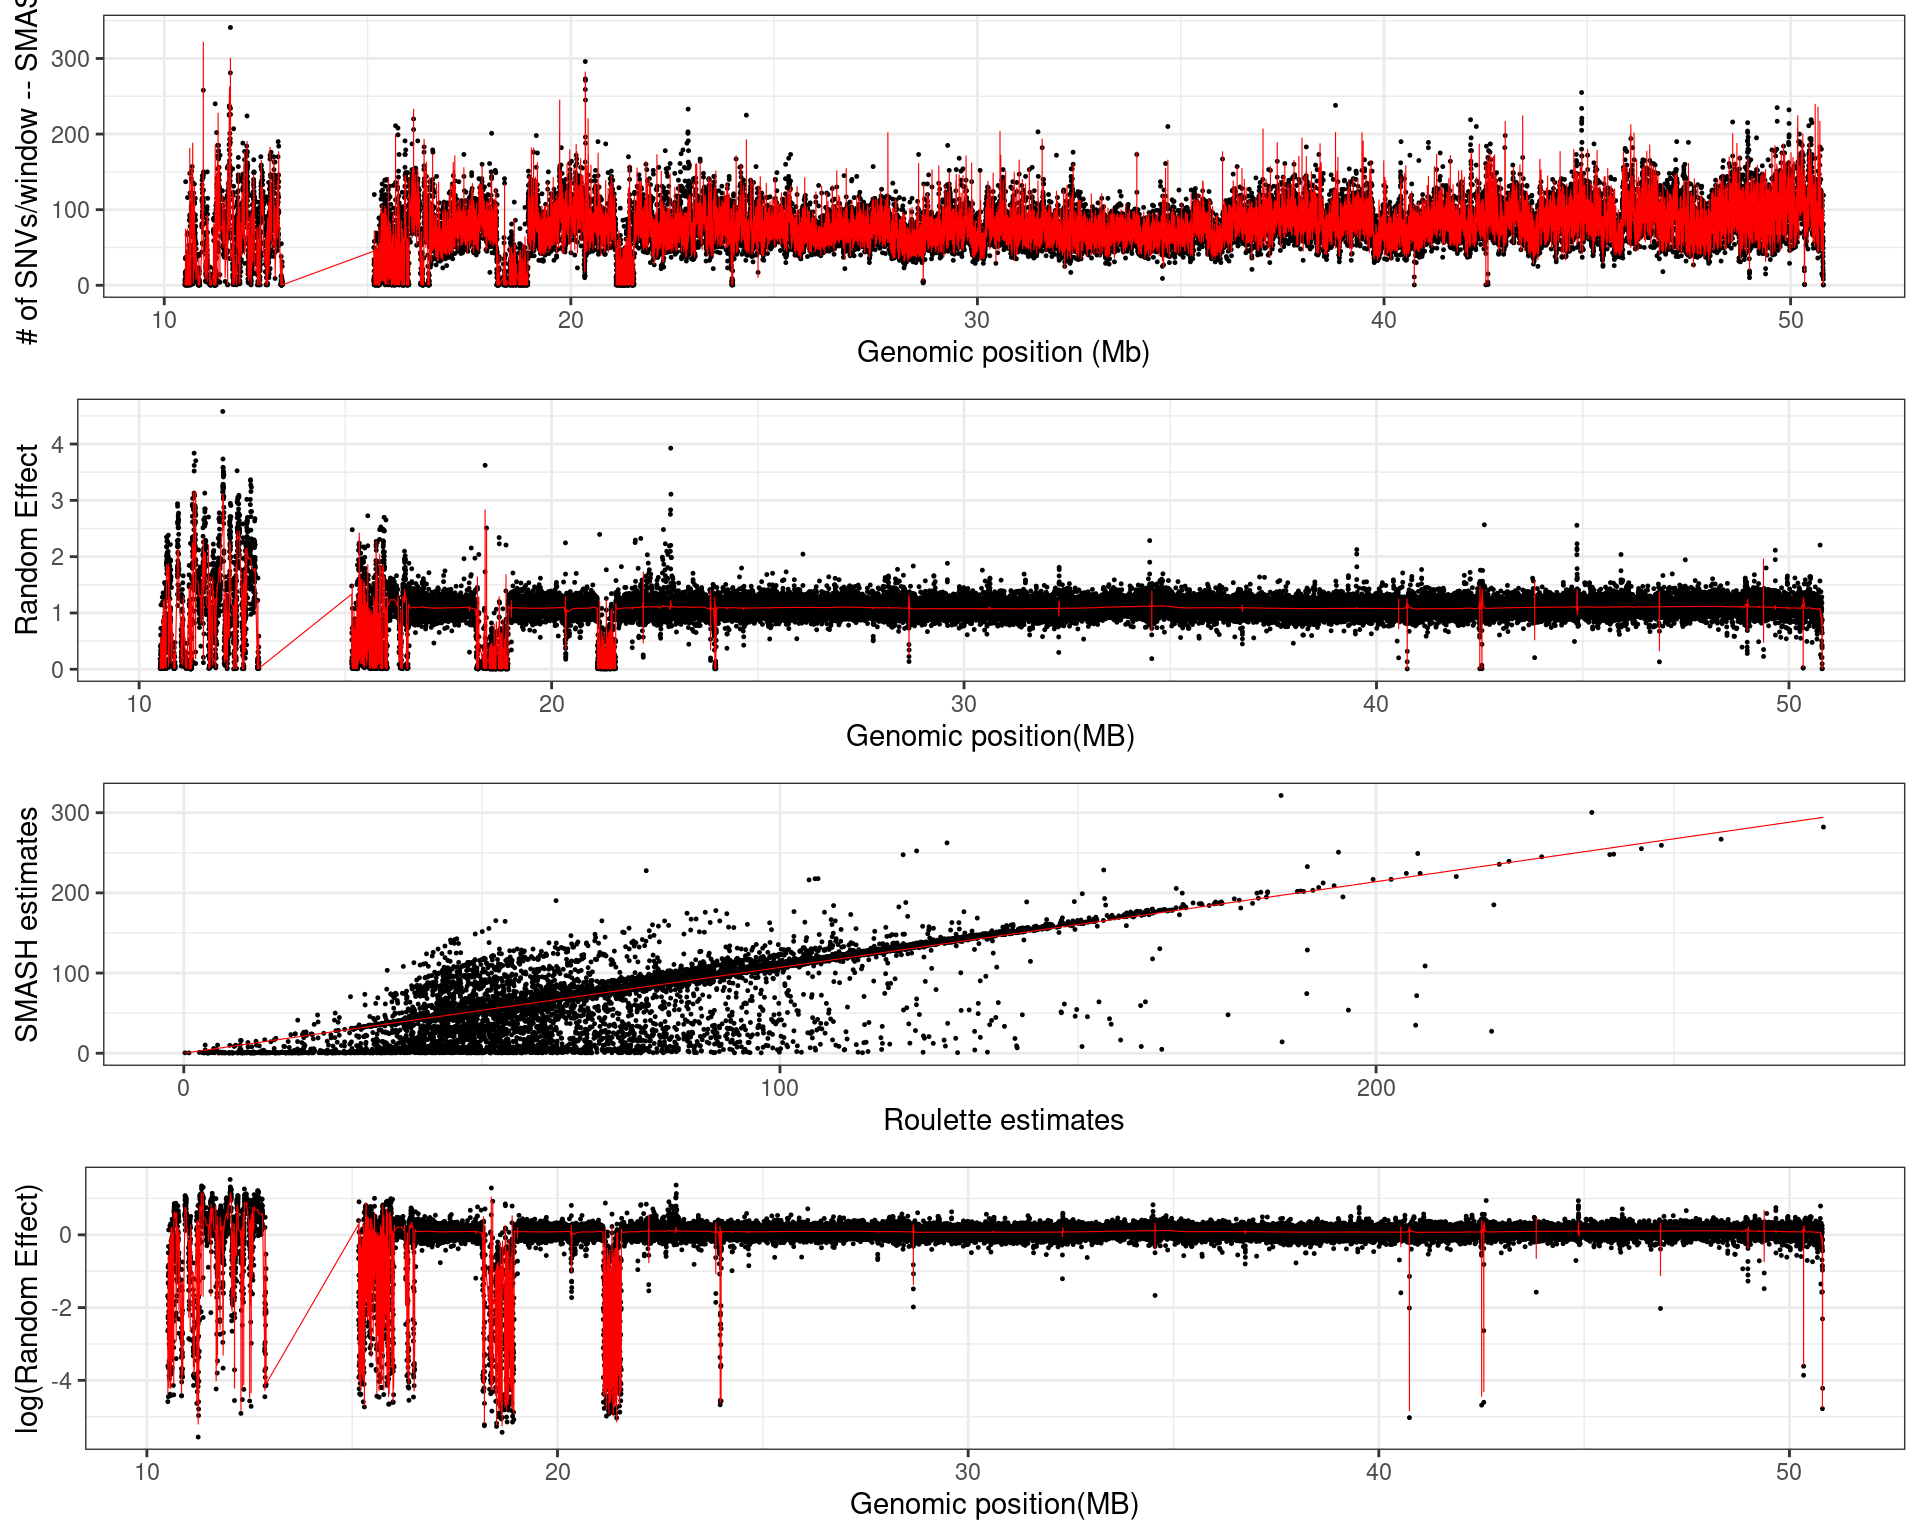 # of SNVs/window -- SMAS
300
200
100
0
10 20 30 40 50
Genomic position (Mb)
Random Effect
4
3
2
1
0
10 20 30 40 50
Genomic position(MB)
SMASH estimates
300
200
100
0
0 100 200
Roulette estimates
log(Random Effect)
0
-2
-4
10 20 30 40 50
Genomic position(MB)